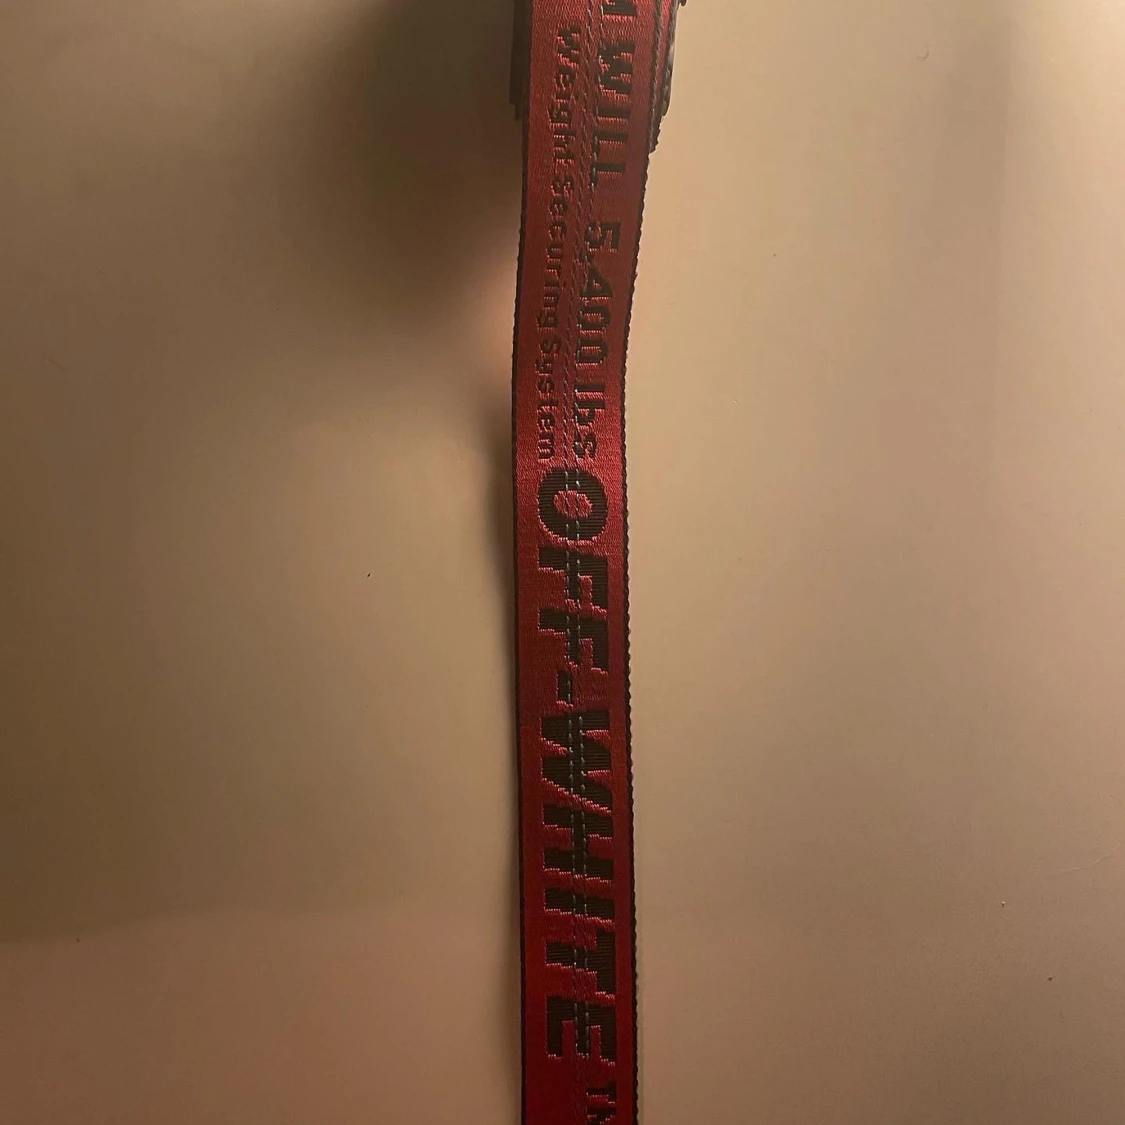 WILL 5.400 lbs
Weight Securing System
OFF-WHITE